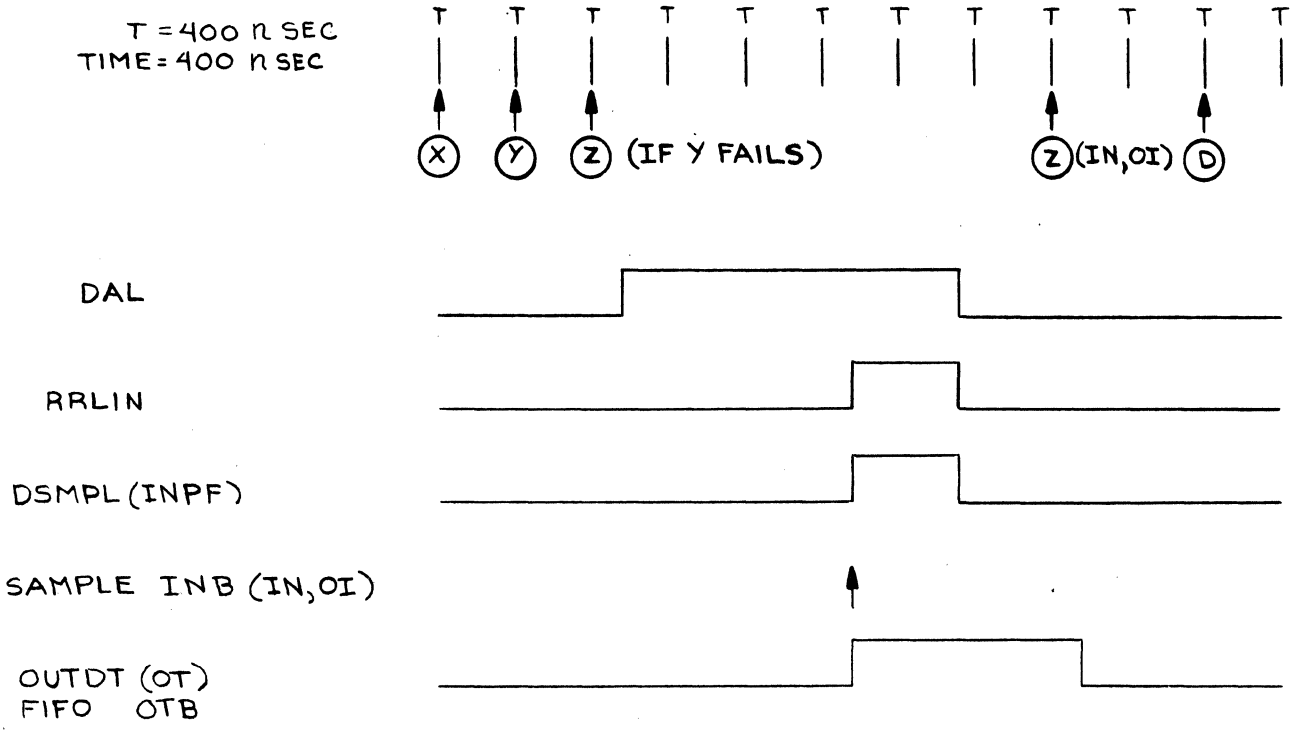 T T T T T T T T T T T T
T = 400 n SEC
TIME = 400 n SEC
X Y Z (IF Y FAILS) Z (IN,OI) D
DAL
RRLIN
DSMPL (INPF)
SAMPLE INB (IN,OI)
OUTDT (OT)
FIFO OTB